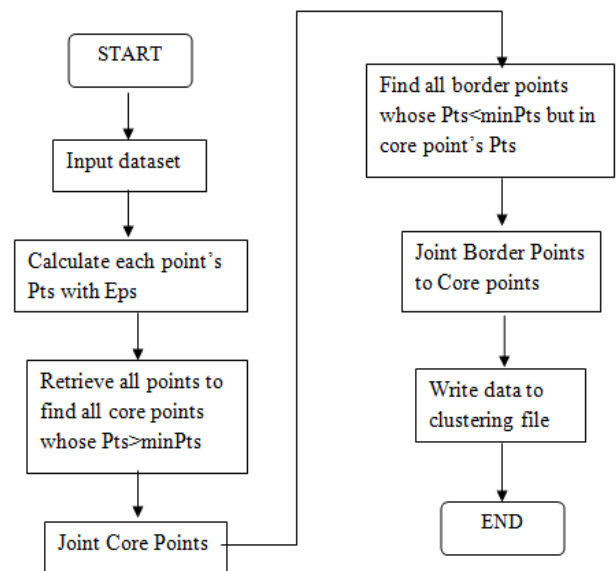 START
Input dataset
Calculate each point's
Pts with Eps
Retrieve all points to
find all core points
whose Pts>minPts
Joint Core Points
Find all border points
whose Pts<minPts but in
core point's Pts
Joint Border Points
to Core points
Write data to
clustering file
END